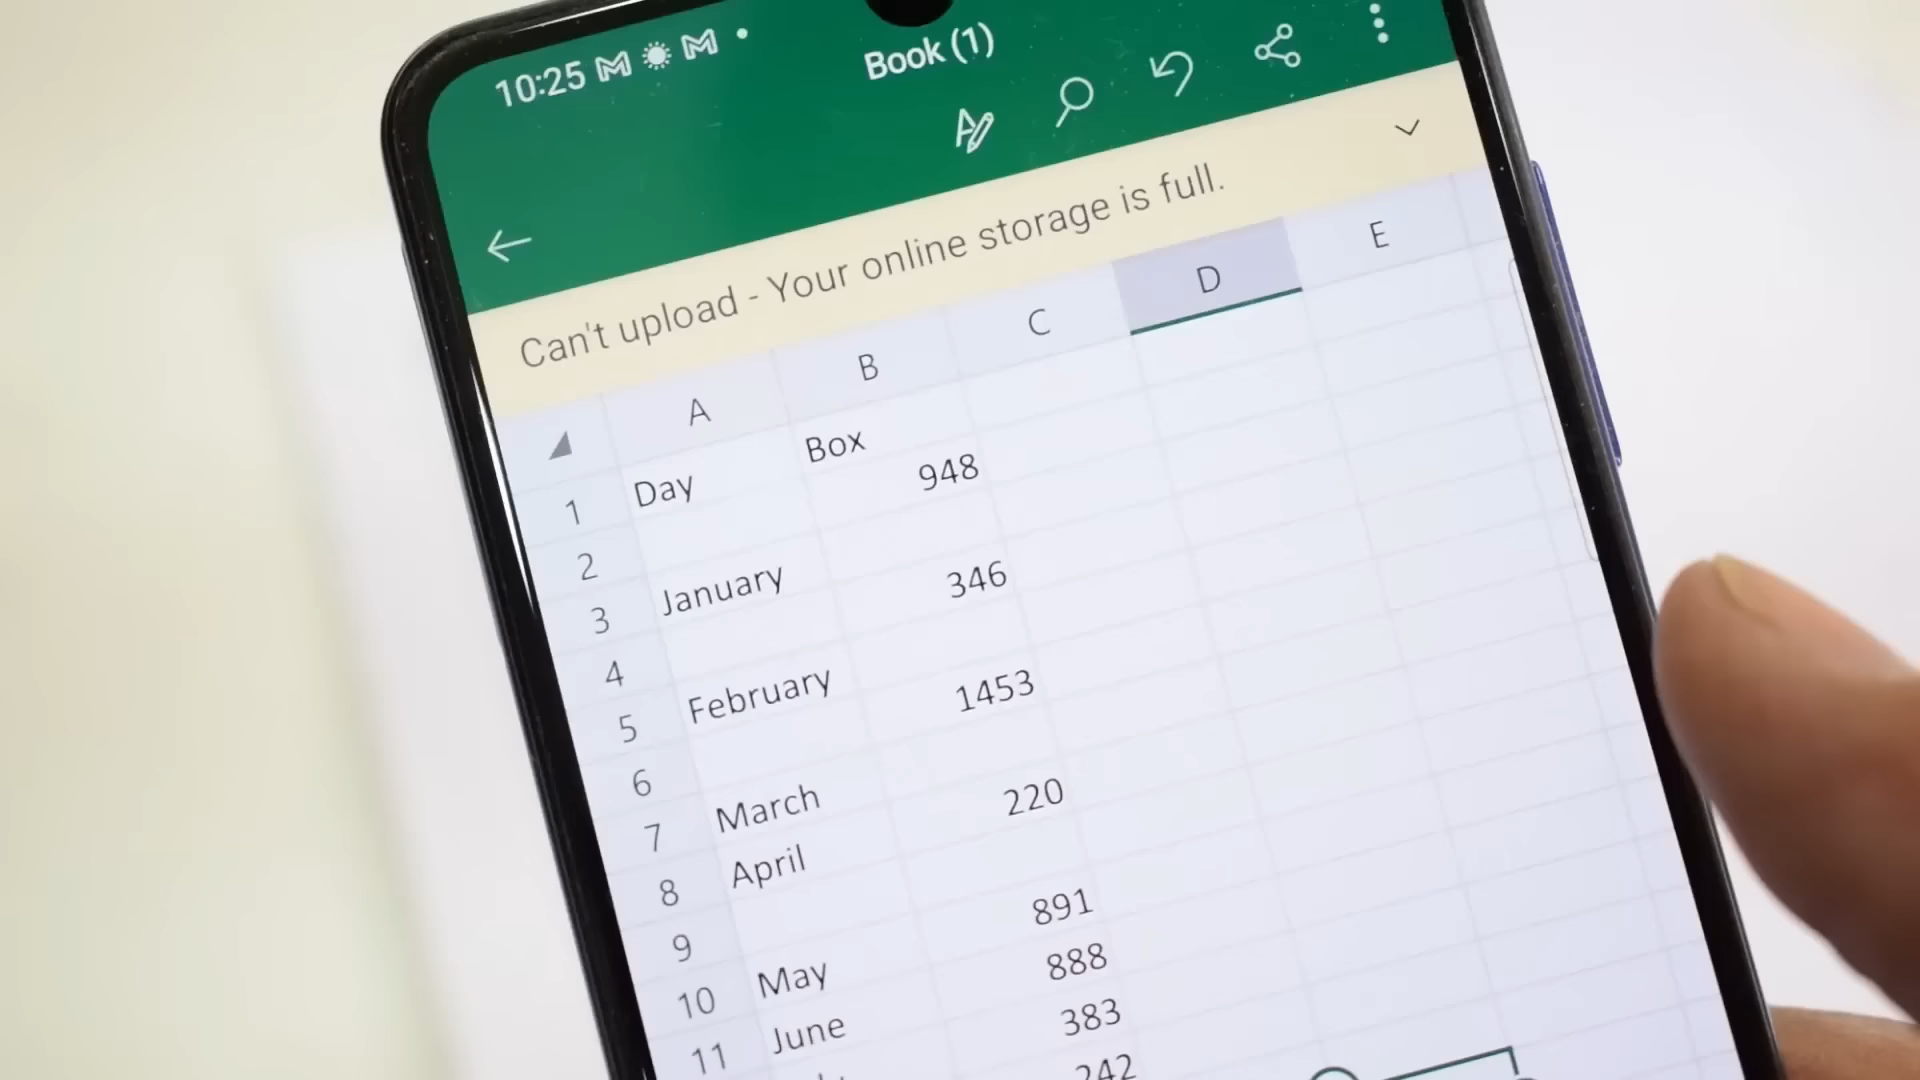 10:25
Book (1)
Can't upload - Your online storage is full.
A B C D E
1 Day Box
2 948
3 January
4 346
5 February
6 1453
7 March
8 April 220
9
10 May 891
11 June 888
383
242